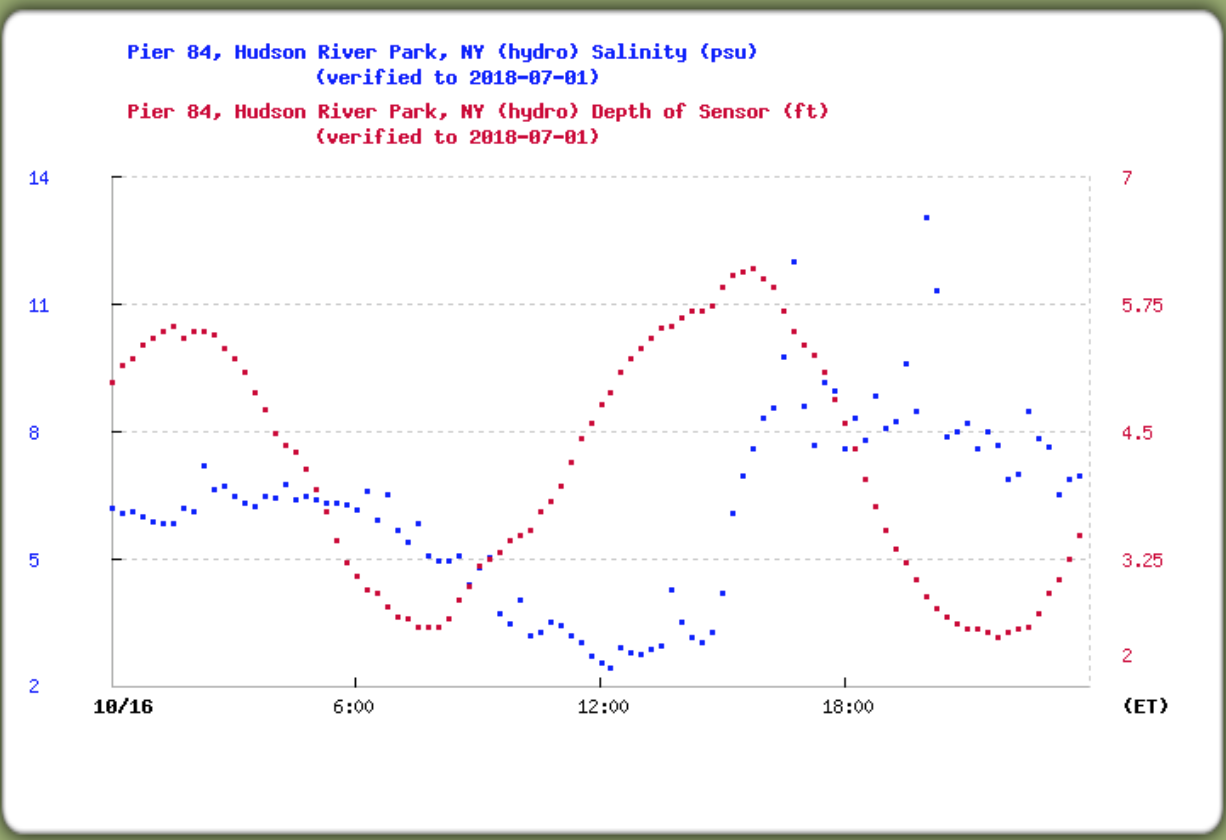 Pier 84, Hudson River Park, NY (hydro) Salinity (psu)
(verified to 2018-07-01)
Pier 84, Hudson River Park, NY (hydro) Depth of Sensor (ft)
(verified to 2018-07-01)
14 7
11 5.75
8 4.5
5 3.25
2 2
10/16 6:00 12:00 18:00 (ET)